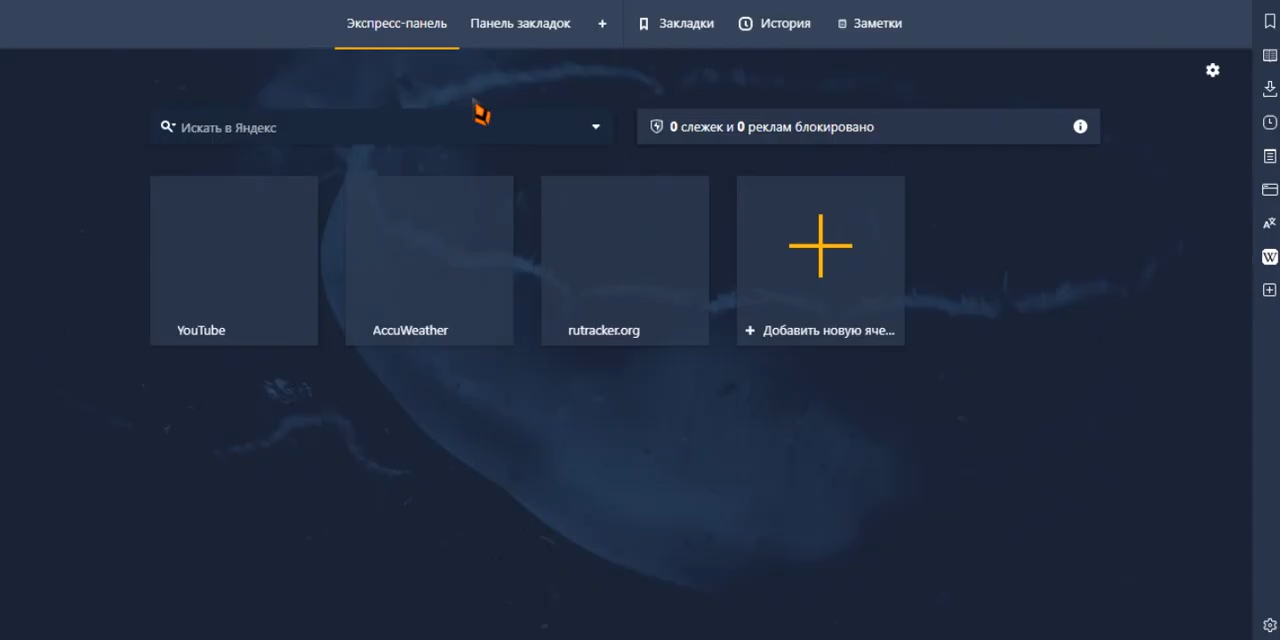 Экспресс-панель Панель закладок + Закладки История Заметки
Искать в Яндекс
0 слежек и 0 реклам блокировано
YouTube
AccuWeather
rutracker.org
+ Добавить новую яче...
W